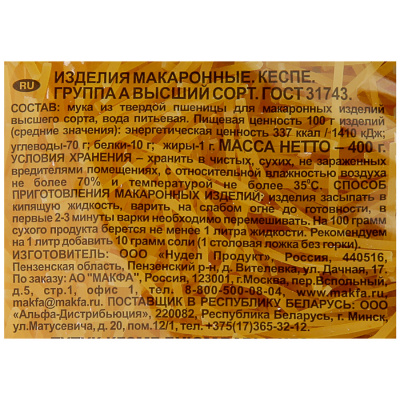 RU
ИЗДЕЛИЯ МАКАРОННЫЕ. КЕСПЕ.
ГРУППА А ВЫСШИЙ СОРТ. ГОСТ 31743.
СОСТАВ: мука из твердой пшеницы для макаронных изделий
высшего сорта, вода питьевая. Пищевая ценность 100 г изделия
(средние значения): энергетическая ценность 337 ккал /1410 кДж;
углеводы-70 г; белки-10 г; жиры-1 г. МАССА НЕТТО – 400 г.
УСЛОВИЯ ХРАНЕНИЯ – хранить в чистых, сухих, не зараженных
вредителями помещениях, с относительной влажностью воздуха
не более 70% и температурой не более 35°С. СПОСОБ
ПРИГОТОВЛЕНИЯ МАКАРОННЫХ ИЗДЕЛИЙ: изделия засыпать в
кипящую жидкость, варить на слабом огне до готовности, в
первые 2-3 минуты варки необходимо перемешивать. На 100 грамм
сухого продукта берется не менее 1 литра жидкости. Рекомендуем
на 1 литр добавить 10 грамм соли (1 столовая ложка без горки).
ИЗГОТОВИТЕЛЬ: ООО «Нудел Продукт», Россия, 440516,
Пензенская область, Пензенский р-н, д. Вителевка, ул. Дачная, 17.
По заказу: АО "МАКФА", Россия, 123001, г.Москва, пер.Вспольный,
д.5, стр.1, офис 1, тел. 8-800-500-08-04, www.makfa.ru,
makfa@makfa.ru. ПОСТАВЩИК В РЕСПУБЛИКУ БЕЛАРУСЬ: ООО
«Альфа-Дистрибьюция», 220082, Республика Беларусь, г. Минск,
ул.Матусевича, д. 20, пом.12/1, тел.+375(17)365-32-12.